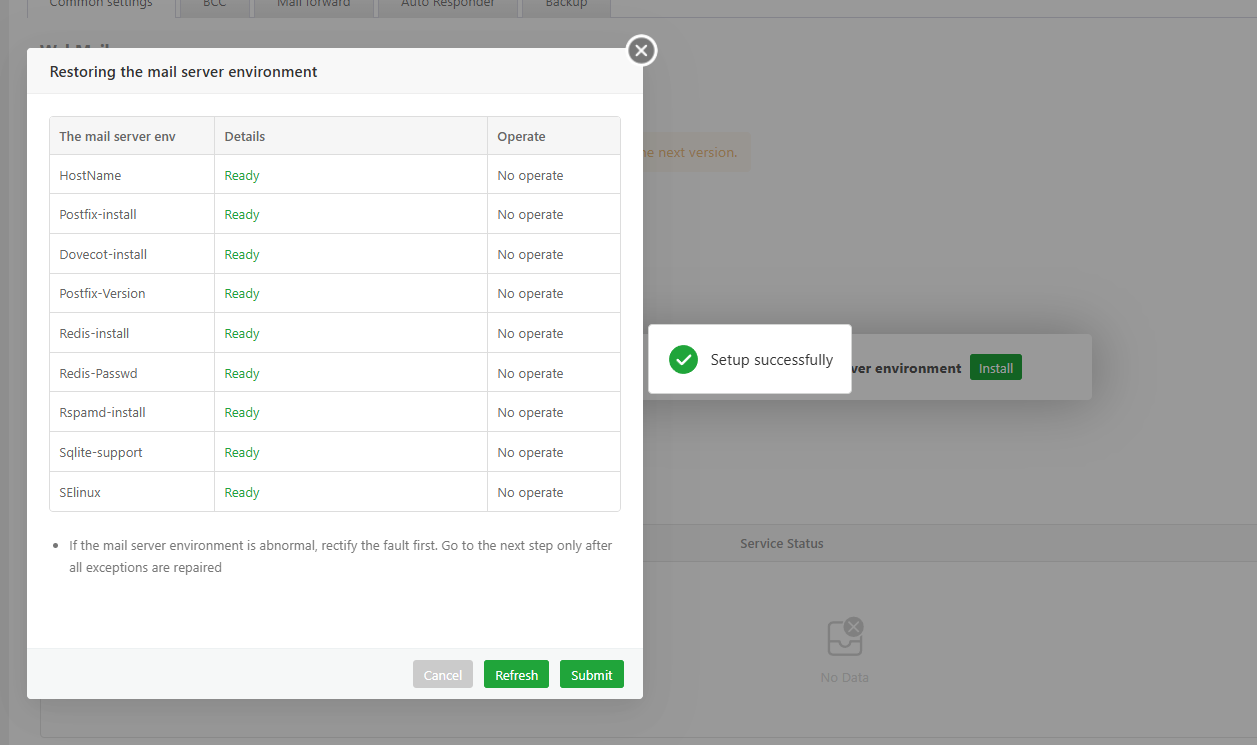 Common settings BCC Mail forward Auto Responder Backup
WebMail
Restoring the mail server environment
The mail server env Details Operate
HostName Ready No operate
he next version.
Postfix-install Ready No operate
Dovecot-install Ready No operate
Postfix-Version Ready No operate
Redis-install Ready No operate
Setup successfully
ver environment Install
Redis-Passwd Ready No operate
Rspamd-install Ready No operate
Sqlite-support Ready No operate
SElinux Ready No operate
If the mail server environment is abnormal, rectify the fault first. Go to the next step only after
all exceptions are repaired
Service Status
No Data
Cancel Refresh Submit